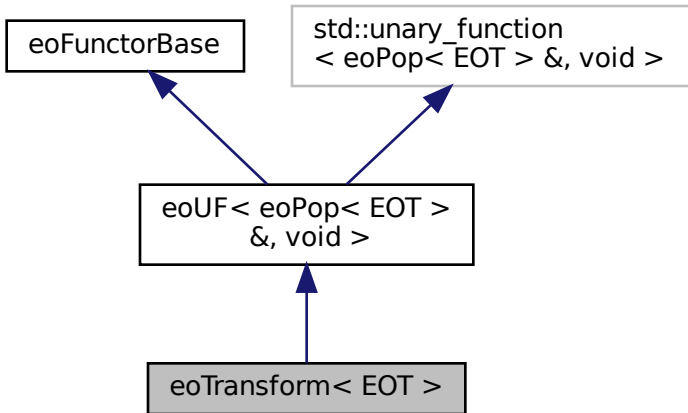 eoFunctorBase
std::unary_function
< eoPop< EOT > &, void >
eoUF< eoPop< EOT >
&, void >
eoTransform< EOT >